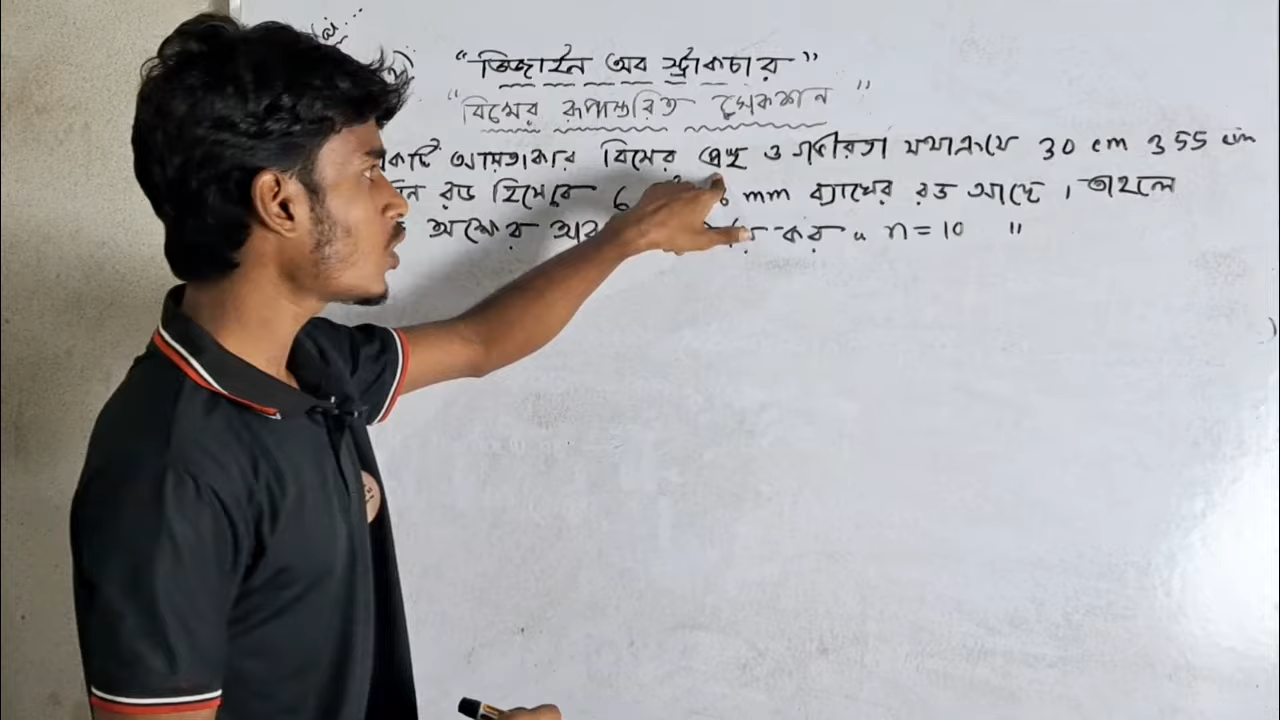 "ডিজাইন অব স্ট্রাকচার"
"বিমের রূপান্তরিত সেকশন"
একটি আয়তাকার বিমের প্রস্থ ও গভীরতা যথাক্রমে 30 cm ও 55 cm
রড হিসেবে 6 mm ব্যাসের রড আছে। তাহলে
অক্ষের কর। n = 10 "